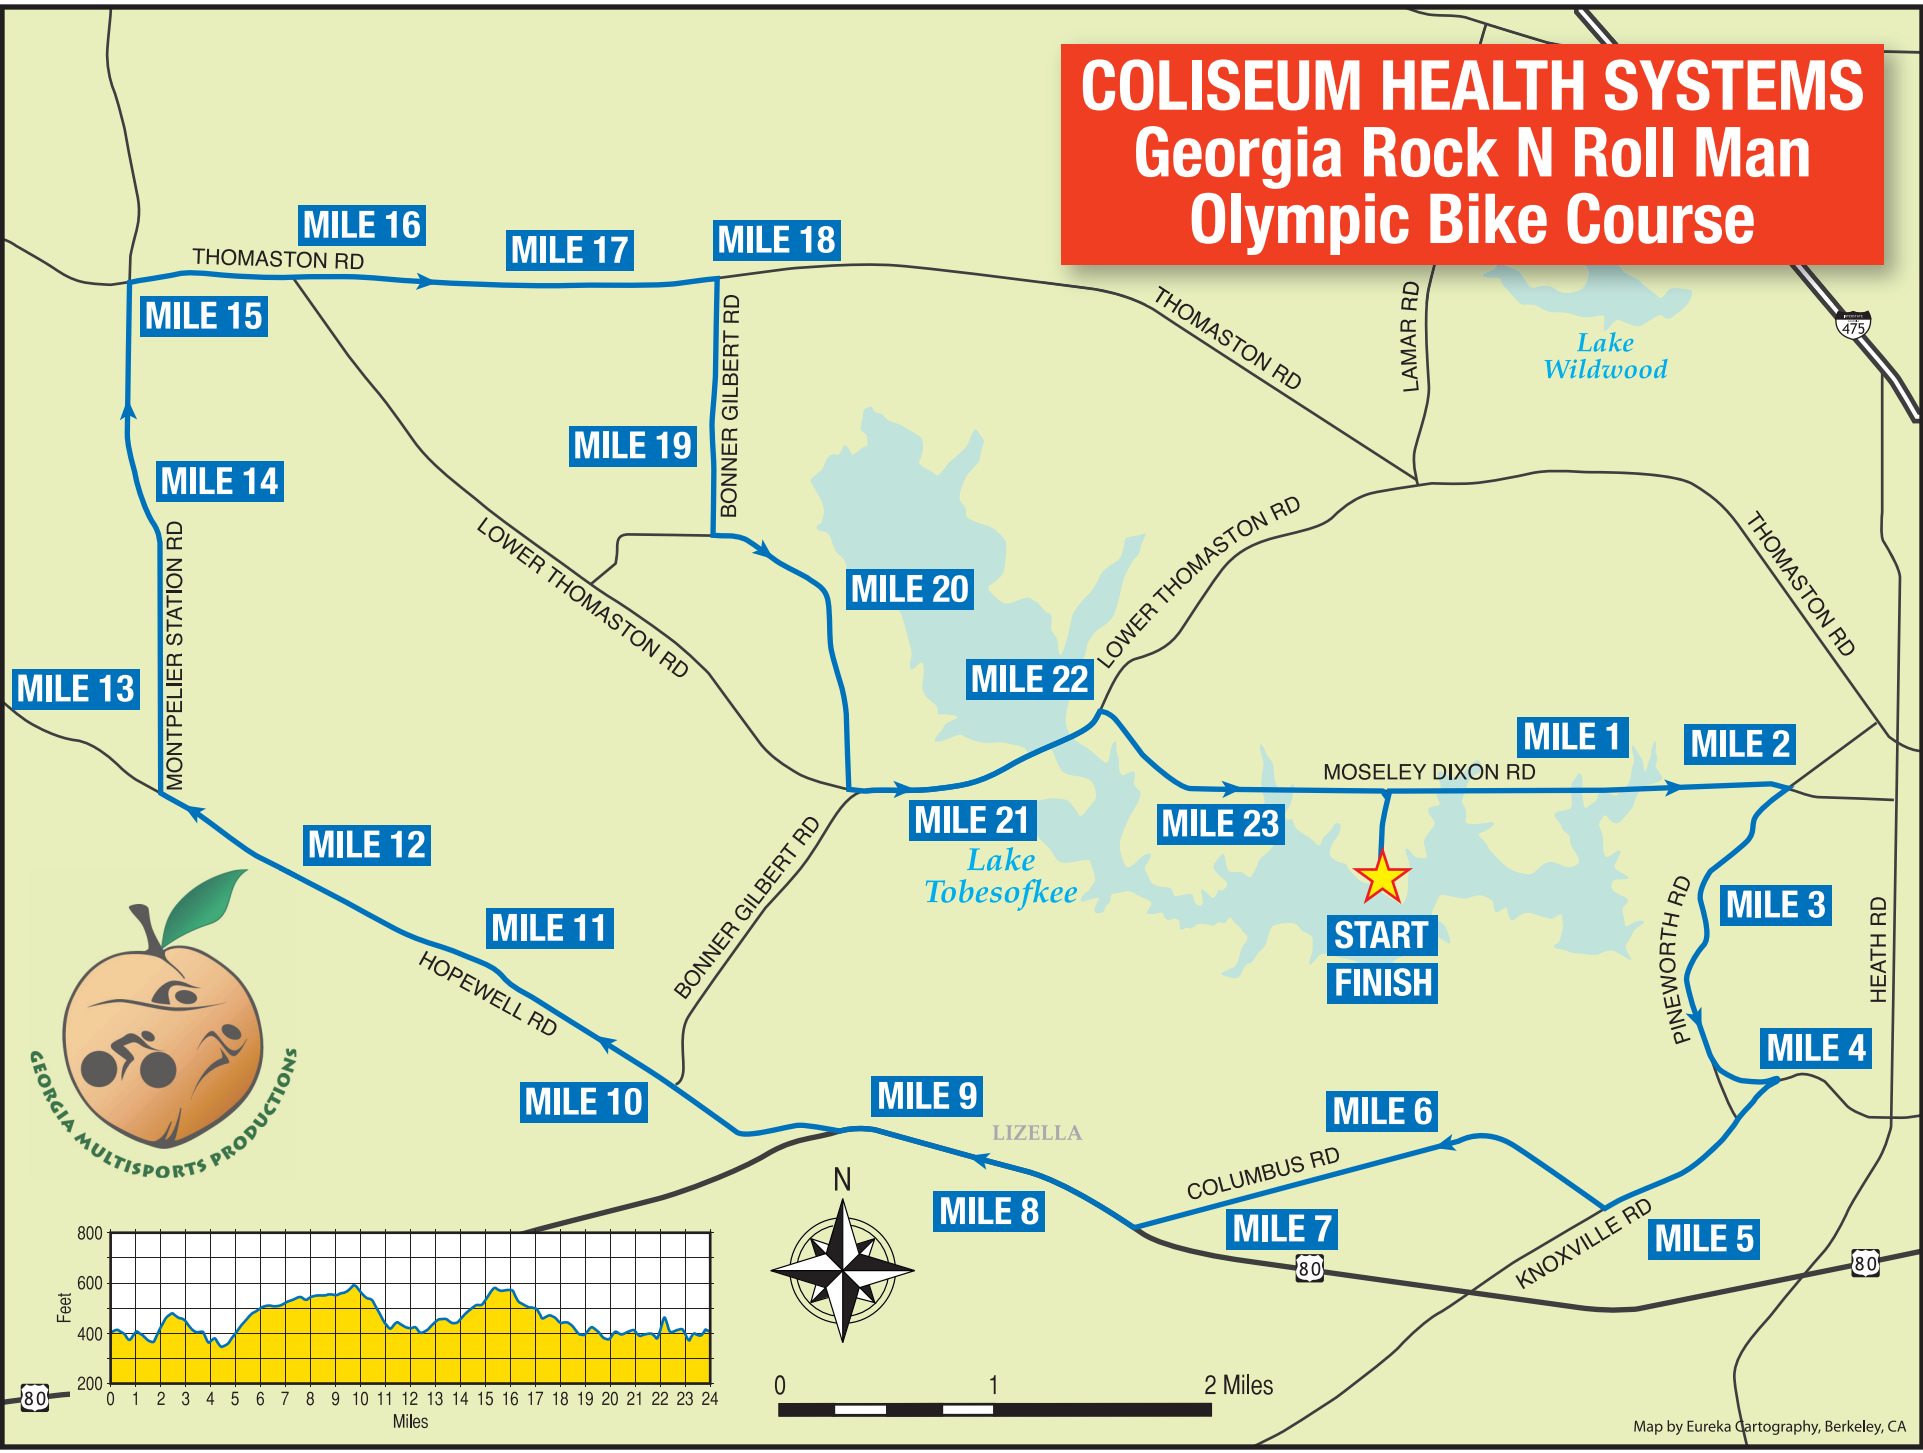 COLISEUM HEALTH SYSTEMS
Georgia Rock N Roll Man
Olympic Bike Course
MILE 16
MILE 17
MILE 18
THOMASTON RD
MILE 15
BONNER GILBERT RD
THOMASTON RD
LAMAR RD
475
Lake
Wildwood
MILE 19
MILE 14
LOWER THOMASTON RD
LOWER THOMASTON RD
THOMASTON RD
MONTPELIER STATION RD
MILE 20
MILE 13
MILE 22
MILE 1
MILE 2
MOSELEY DIXON RD
MILE 21
MILE 23
MILE 12
Lake
Tobesofkee
BONNER GILBERT RD
MILE 3
PINEWORTH RD
HEATH RD
START
FINISH
MILE 11
HOPEWELL RD
MILE 4
GEORGIA MULTISPORTS PRODUCTIONS
MILE 10
MILE 9
MILE 6
LIZELLA
COLUMBUS RD
N
MILE 8
MILE 7
MILE 5
KNOXVILLE RD
80
80
80
800
600
400
200
Feet
0 1 2 3 4 5 6 7 8 9 10 11 12 13 14 15 16 17 18 19 20 21 22 23 24
Miles
0 1 2 Miles
Map by Eureka Cartography, Berkeley, CA